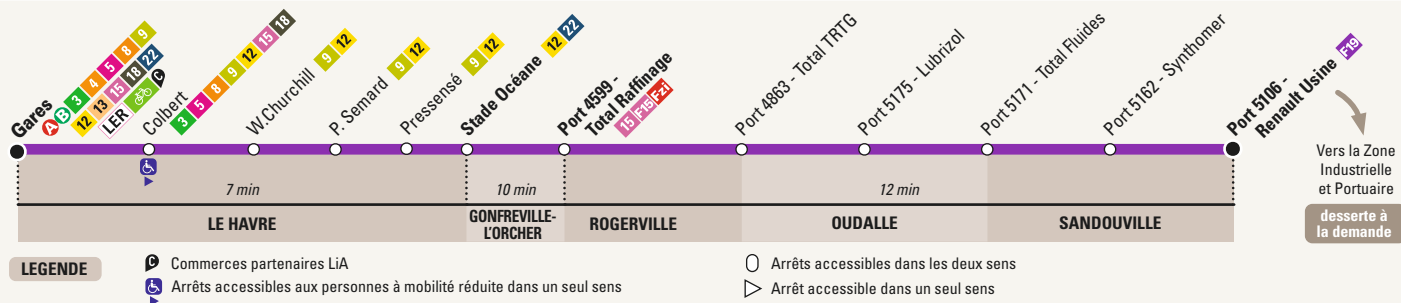 Gares
A B 3 4 5 8 9
12 13 15 18 22
LER C
Colbert
3 5 8 9 12 15 18
W.Churchill 9 12
P. Semard 9 12
Pressensé 9 12
Stade Océane 12 22
Port 4599 -
Total Raffinage
15 F15 Fzi
Port 4863 - Total TRTG
Port 5175 - Lubrizol
Port 5171 - Total Fluides
Port 5162 - Synthomer
Port 5106 -
Renault Usine F19
Vers la Zone
Industrielle
et Portuaire
desserte à
la demande
7 min
10 min
12 min
LE HAVRE
GONFREVILLE-
L'ORCHER
ROGERVILLE
OUDALLE
SANDOUVILLE
LEGENDE
C Commerces partenaires LiA
Arrêts accessibles aux personnes à mobilité réduite dans un seul sens
Arrêts accessibles dans les deux sens
Arrêt accessible dans un seul sens